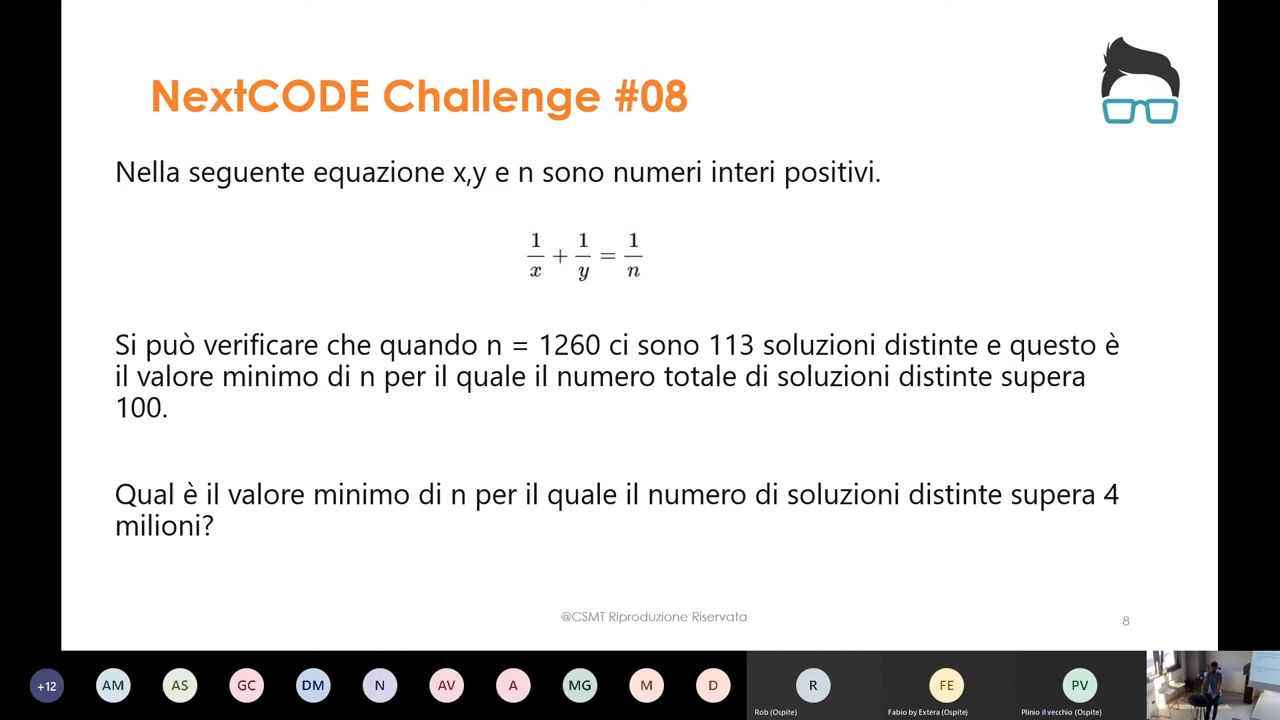 NextCODE Challenge #08
Nella seguente equazione x,y e n sono numeri interi positivi.
1/x + 1/y = 1/n
Si può verificare che quando n = 1260 ci sono 113 soluzioni distinte e questo è
il valore minimo di n per il quale il numero totale di soluzioni distinte supera
100.
Qual è il valore minimo di n per il quale il numero di soluzioni distinte supera 4
milioni?
@CSMT Riproduzione Riservata
8
+12 AM AS GC DM N AV A MG M D R FE PV
Rob (Ospite) Fabio by Extera (Ospite) Plinio il vecchio (Ospite)